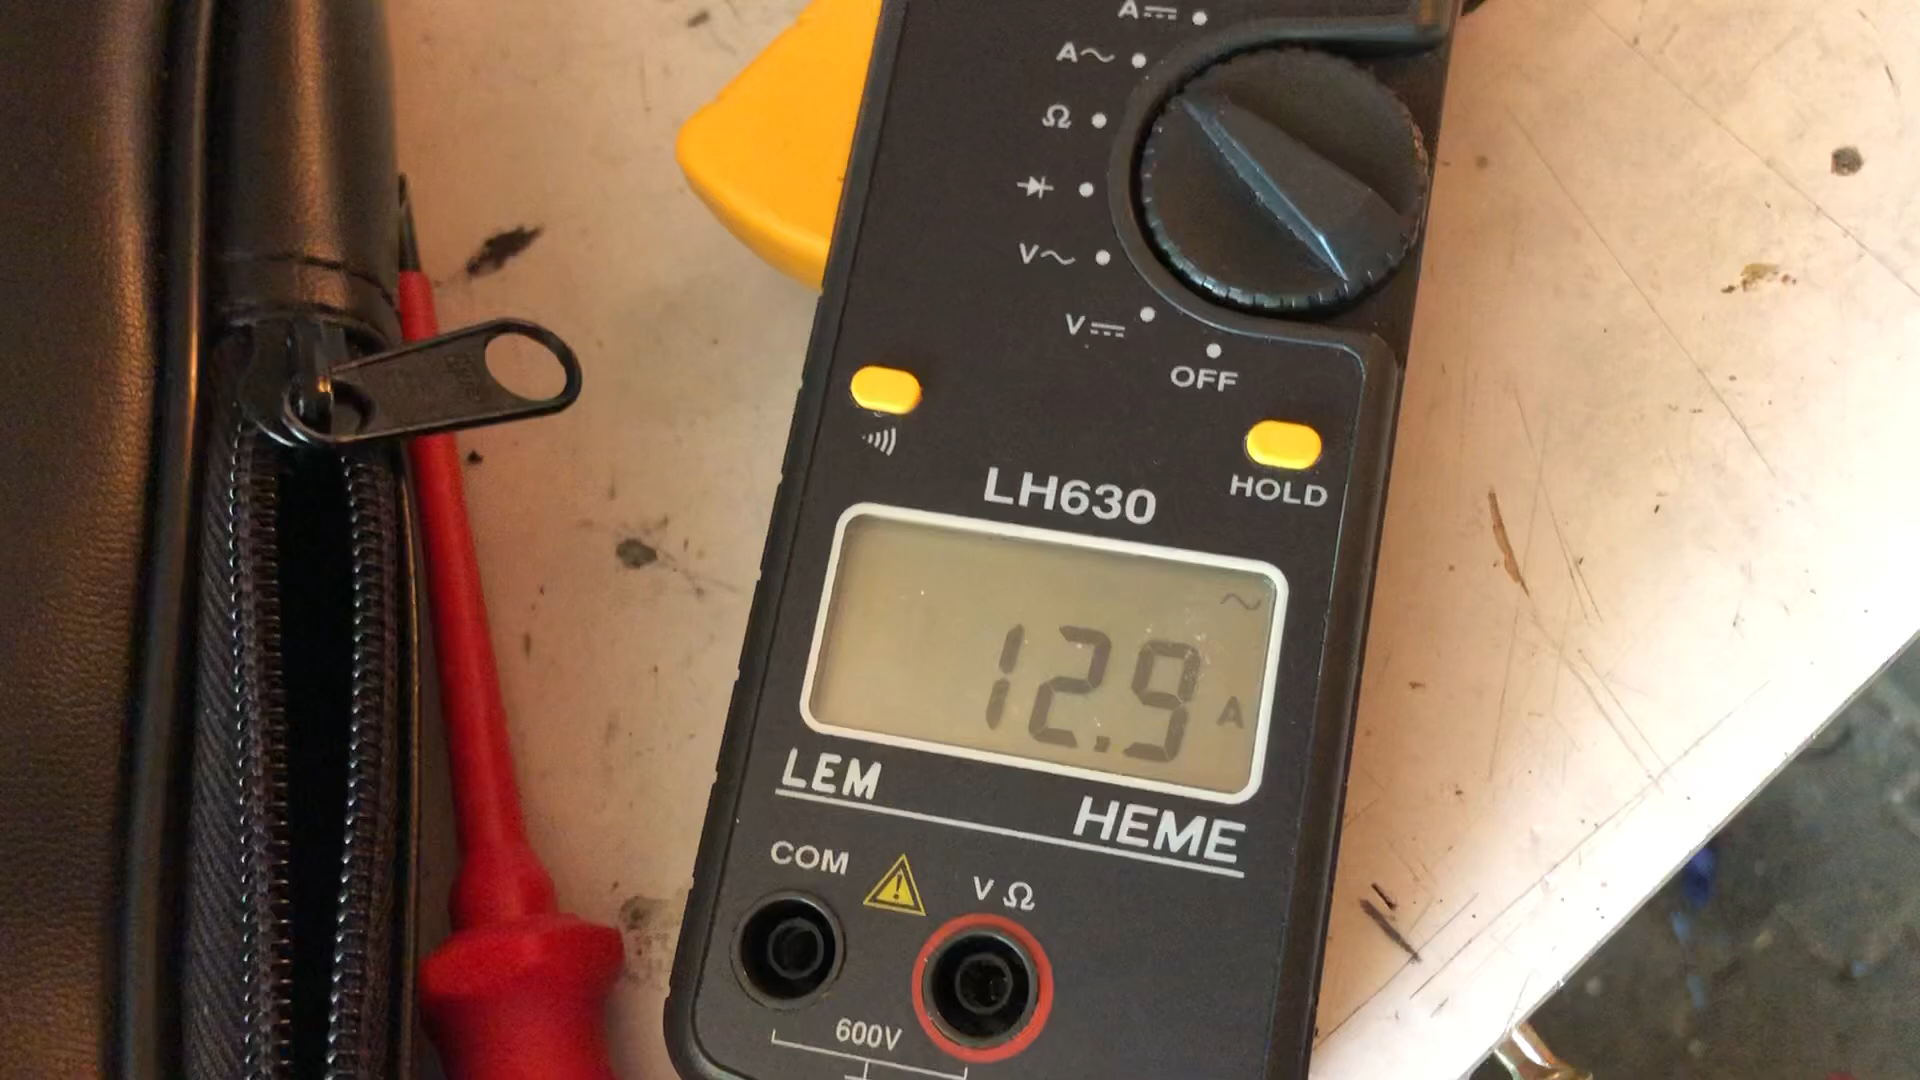 A⎓
A~
Ω
V~
V⎓
OFF
HOLD
LH630
~
12.9 A
LEM
HEME
COM
V Ω
600V